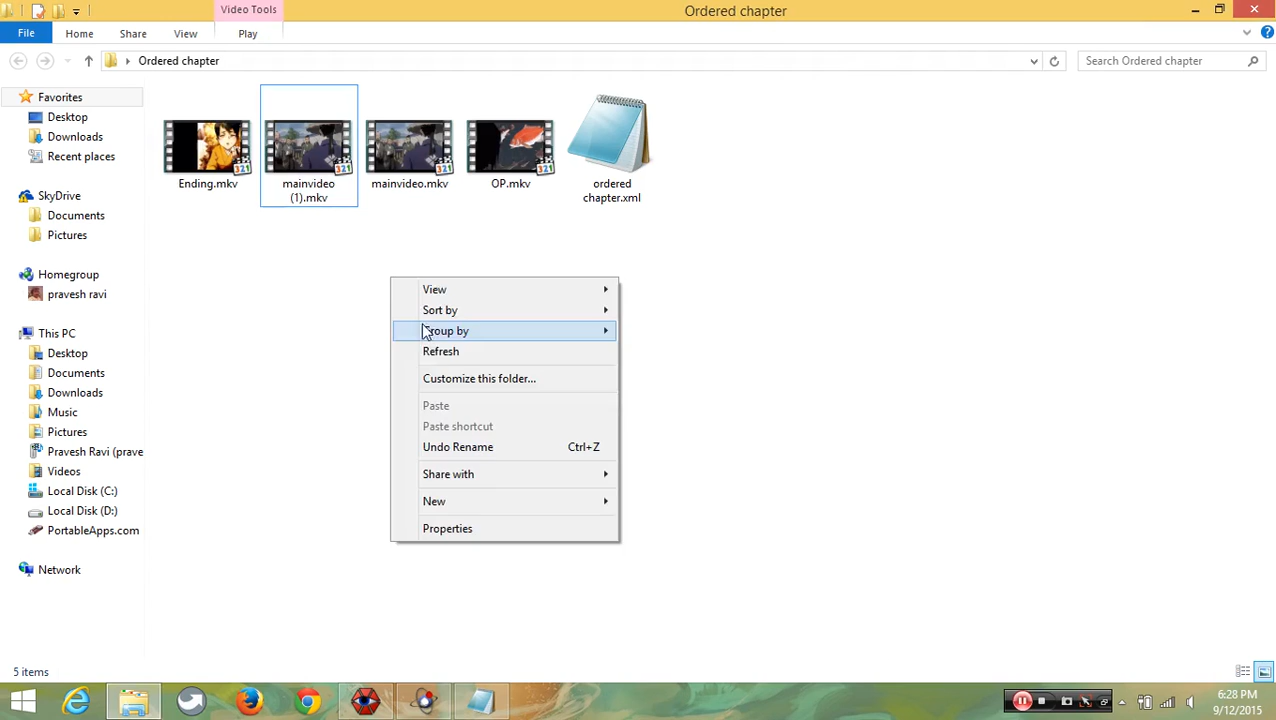 Video Tools
Ordered chapter
File
Home
Share
View
Play
Ordered chapter
Search Ordered chapter
Favorites
Desktop
Downloads
Recent places
SkyDrive
Documents
Pictures
Homegroup
pravesh ravi
This PC
Desktop
Documents
Downloads
Music
Pictures
Pravesh Ravi (prave
Videos
Local Disk (C:)
Local Disk (D:)
PortableApps.com
Network
Ending.mkv
mainvideo
(1).mkv
mainvideo.mkv
OP.mkv
ordered
chapter.xml
321
321
321
321
View
Sort by
Group by
Refresh
Customize this folder...
Paste
Paste shortcut
Undo Rename Ctrl+Z
Share with
New
Properties
5 items
6:28 PM
9/12/2015